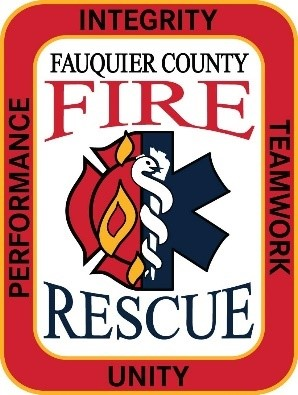 INTEGRITY
FAUQUIER COUNTY
FIRE
PERFORMANCE
TEAMWORK
RESCUE
UNITY